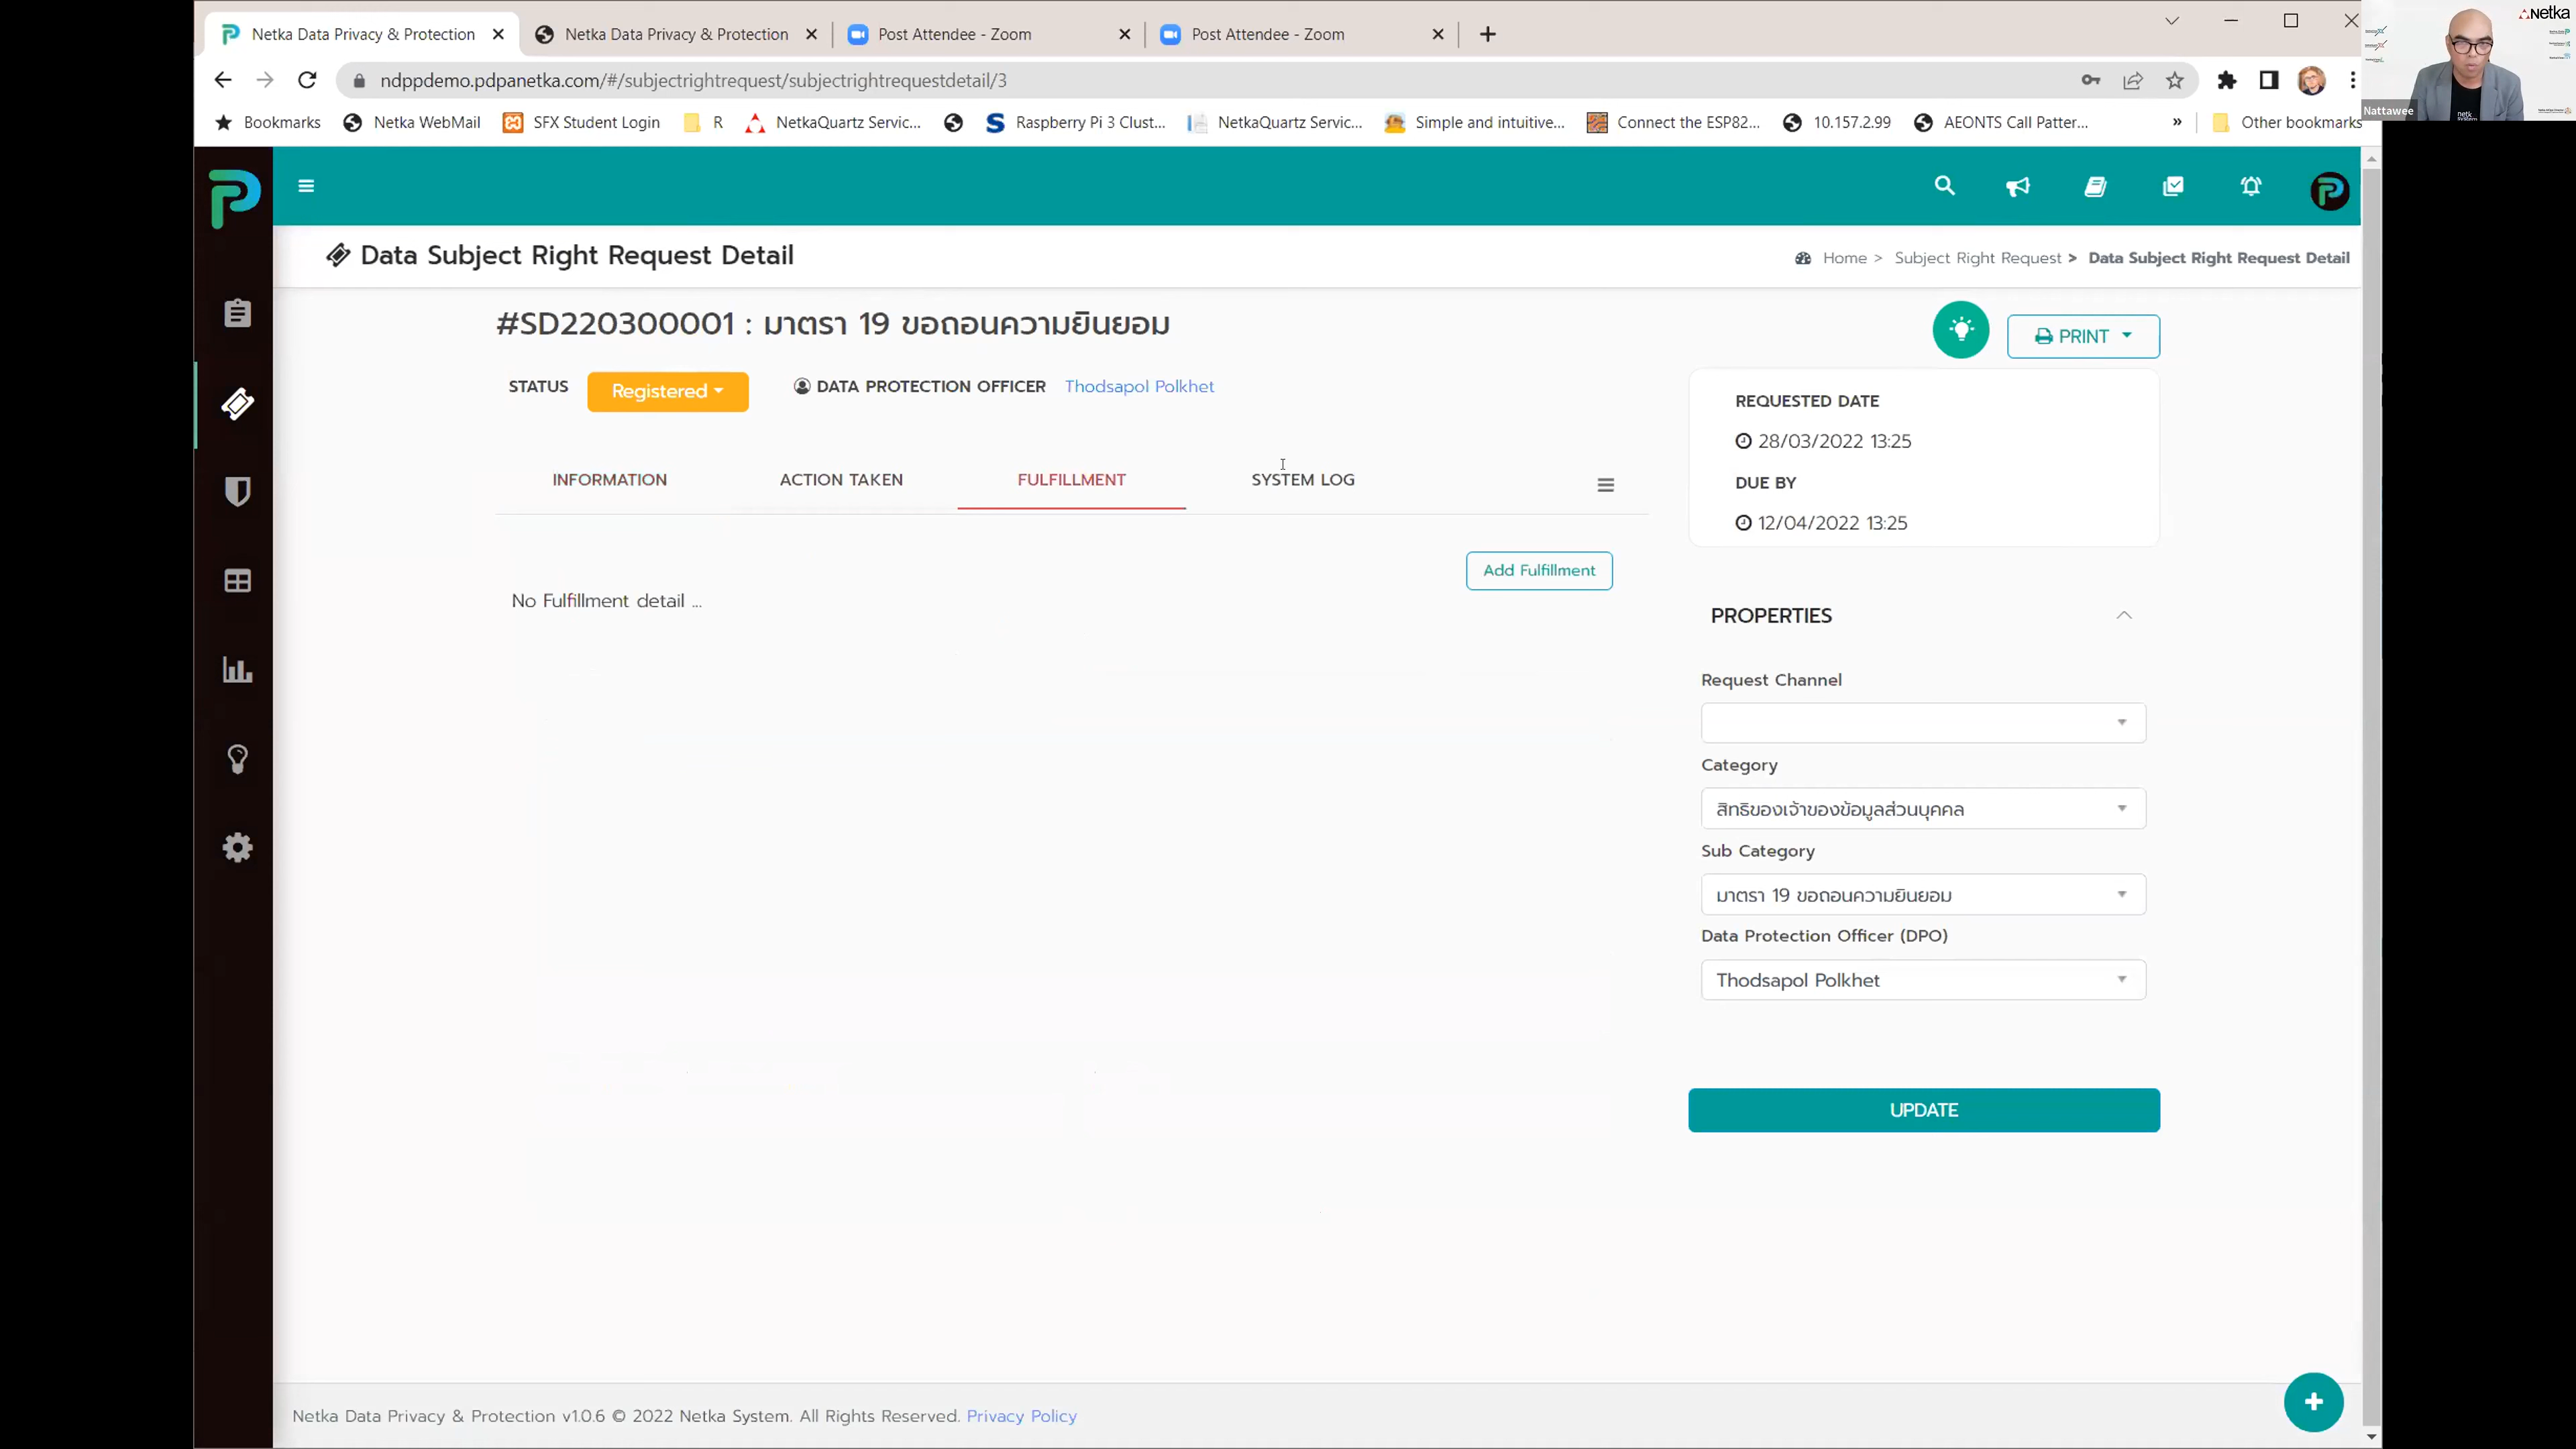 Netka Data Privacy & Protection
Netka Data Privacy & Protection
Post Attendee - Zoom
Post Attendee - Zoom
ndppdemo.pdpanetka.com/#/subjectrightrequest/subjectrightrequestdetail/3
Bookmarks
Netka WebMail
SFX Student Login
R
NetkaQuartz Servic...
Raspberry Pi 3 Clust...
NetkaQuartz Servic...
Simple and intuitive...
Connect the ESP82...
10.157.2.99
AEONTS Call Patter...
»
Other bookmarks
Netka
Nattawee
Data Subject Right Request Detail
Home > Subject Right Request > Data Subject Right Request Detail
#SD220300001 : มาตรา 19 ขอถอนความยินยอม
PRINT
STATUS
Registered
DATA PROTECTION OFFICER
Thodsapol Polkhet
REQUESTED DATE
28/03/2022 13:25
DUE BY
12/04/2022 13:25
INFORMATION
ACTION TAKEN
FULFILLMENT
SYSTEM LOG
Add Fulfillment
No Fulfillment detail ...
PROPERTIES
Request Channel
Category
สิทธิของเจ้าของข้อมูลส่วนบุคคล
Sub Category
มาตรา 19 ขอถอนความยินยอม
Data Protection Officer (DPO)
Thodsapol Polkhet
UPDATE
Netka Data Privacy & Protection v1.0.6 © 2022 Netka System. All Rights Reserved. Privacy Policy